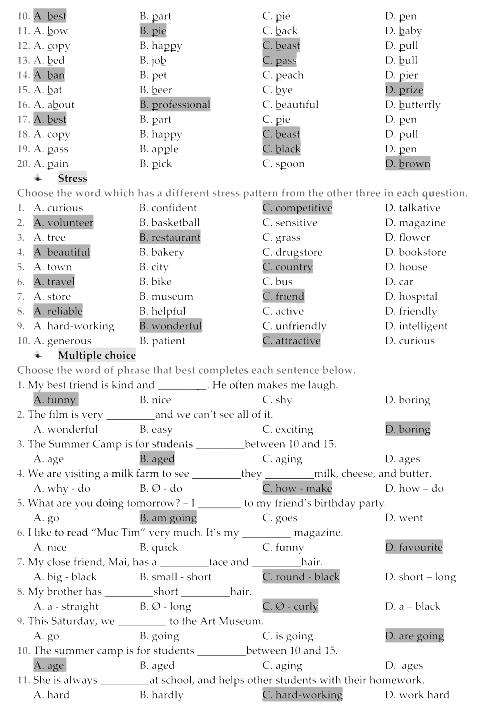 10. A. best B. part C. pie D. pen
11. A. bow B. pie C. back D. baby
12. A. copy B. happy C. beast D. pull
13. A. bed B. job C. pass D. bull
14. A. ban B. pet C. peach D. pier
15. A. bat B. beer C. bye D. prize
16. A. about B. professional C. beautiful D. butterfly
17. A. best B. part C. pie D. pen
18. A. copy B. happy C. beast D. pull
19. A. pass B. apple C. black D. pen
20. A. pain B. pick C. spoon D. brown
Stress
Choose the word which has a different stress pattern from the other three in each question.
1. A. curious B. confident C. competitive D. talkative
2. A. volunteer B. basketball C. sensitive D. magazine
3. A. tree B. restaurant C. grass D. flower
4. A. beautiful B. bakery C. drugstore D. bookstore
5. A. town B. city C. country D. house
6. A. travel B. bike C. bus D. car
7. A. store B. museum C. friend D. hospital
8. A. reliable B. helpful C. active D. friendly
9. A. hard-working B. wonderful C. unfriendly D. intelligent
10. A. generous B. patient C. attractive D. curious
Multiple choice
Choose the word of phrase that best completes each sentence below.
1. My best friend is kind and ________. He often makes me laugh.
A. funny B. nice C. shy D. boring
2. The film is very ________and we can't see all of it.
A. wonderful B. easy C. exciting D. boring
3. The Summer Camp is for students ________between 10 and 15.
A. age B. aged C. aging D. ages
4. We are visiting a milk farm to see ________they ________milk, cheese, and butter.
A. why - do B. Ø - do C. how - make D. how – do
5. What are you doing tomorrow? – I ________ to my friend's birthday party.
A. go B. am going C. goes D. went
6. I like to read "Muc Tim" very much. It's my ________ magazine.
A. nice B. quick C. funny D. favourite
7. My close friend, Mai, has a ________face and ________hair.
A. big - black B. small - short C. round - black D. short – long
8. My brother has ________short ________hair.
A. a - straight B. Ø - long C. Ø - curly D. a – black
9. This Saturday, we ________ to the Art Museum.
A. go B. going C. is going D. are going
10. The summer camp is for students ________between 10 and 15.
A. age B. aged C. aging D. ages
11. She is always ________at school, and helps other students with their homework.
A. hard B. hardly C. hard-working D. work hard